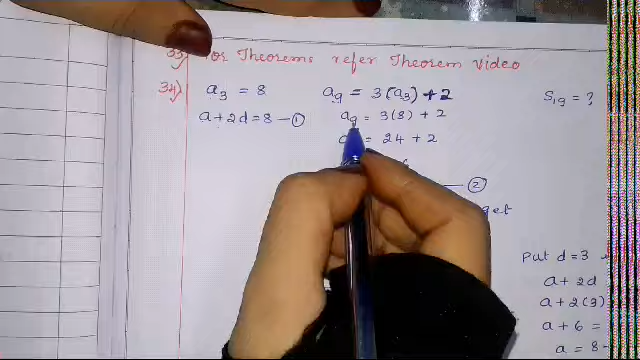 33) For Theorems refer Theorem Video
34) a₃ = 8 a₉ = 3(a₃) + 2 S₁₉ = ?
a + 2d = 8 — ① a₉ = 3(8) + 2
= 24 + 2
— ②
get
Put d = 3
a + 2d
a + 2(3)
a + 6 =
a = 8